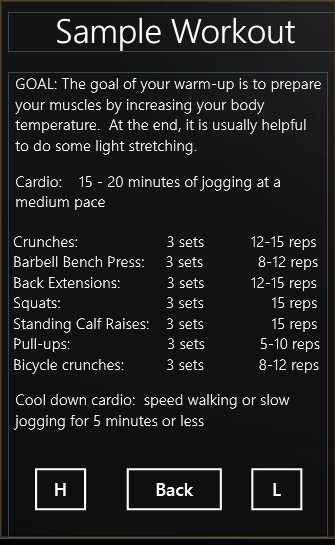 Sample Workout
GOAL: The goal of your warm-up is to prepare
your muscles by increasing your body
temperature.  At the end, it is usually helpful
to do some light stretching.
Cardio:    15 - 20 minutes of jogging at a
medium pace
Crunches: 3 sets 12-15 reps
Barbell Bench Press: 3 sets 8-12 reps
Back Extensions: 3 sets 12-15 reps
Squats: 3 sets 15 reps
Standing Calf Raises: 3 sets 15 reps
Pull-ups: 3 sets 5-10 reps
Bicycle crunches: 3 sets 8-12 reps
Cool down cardio:  speed walking or slow
jogging for 5 minutes or less
H Back L